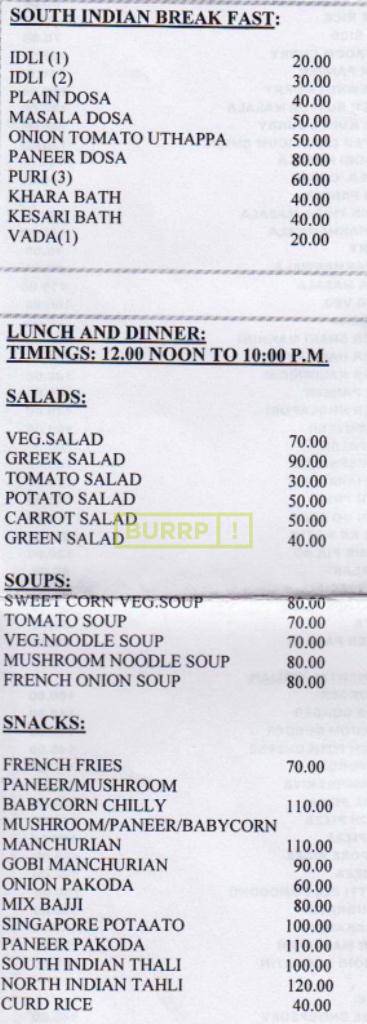 SOUTH INDIAN BREAK FAST:
IDLI (1) 20.00
IDLI (2) 30.00
PLAIN DOSA 40.00
MASALA DOSA 50.00
ONION TOMATO UTHAPPA 50.00
PANEER DOSA 80.00
PURI (3) 60.00
KHARA BATH 40.00
KESARI BATH 40.00
VADA(1) 20.00
LUNCH AND DINNER:
TIMINGS: 12.00 NOON TO 10:00 P.M.
SALADS:
VEG.SALAD 70.00
GREEK SALAD 90.00
TOMATO SALAD 30.00
POTATO SALAD 50.00
CARROT SALAD 50.00
BURRP!
GREEN SALAD 40.00
SOUPS:
SWEET CORN VEG.SOUP 80.00
TOMATO SOUP 70.00
VEG.NOODLE SOUP 70.00
MUSHROOM NOODLE SOUP 80.00
FRENCH ONION SOUP 80.00
SNACKS:
FRENCH FRIES 70.00
PANEER/MUSHROOM
BABYCORN CHILLY 110.00
MUSHROOM/PANEER/BABYCORN
MANCHURIAN 110.00
GOBI MANCHURIAN 90.00
ONION PAKODA 60.00
MIX BAJJI 80.00
SINGAPORE POTAATO 100.00
PANEER PAKODA 110.00
SOUTH INDIAN THALI 100.00
NORTH INDIAN TAHLI 120.00
CURD RICE 40.00